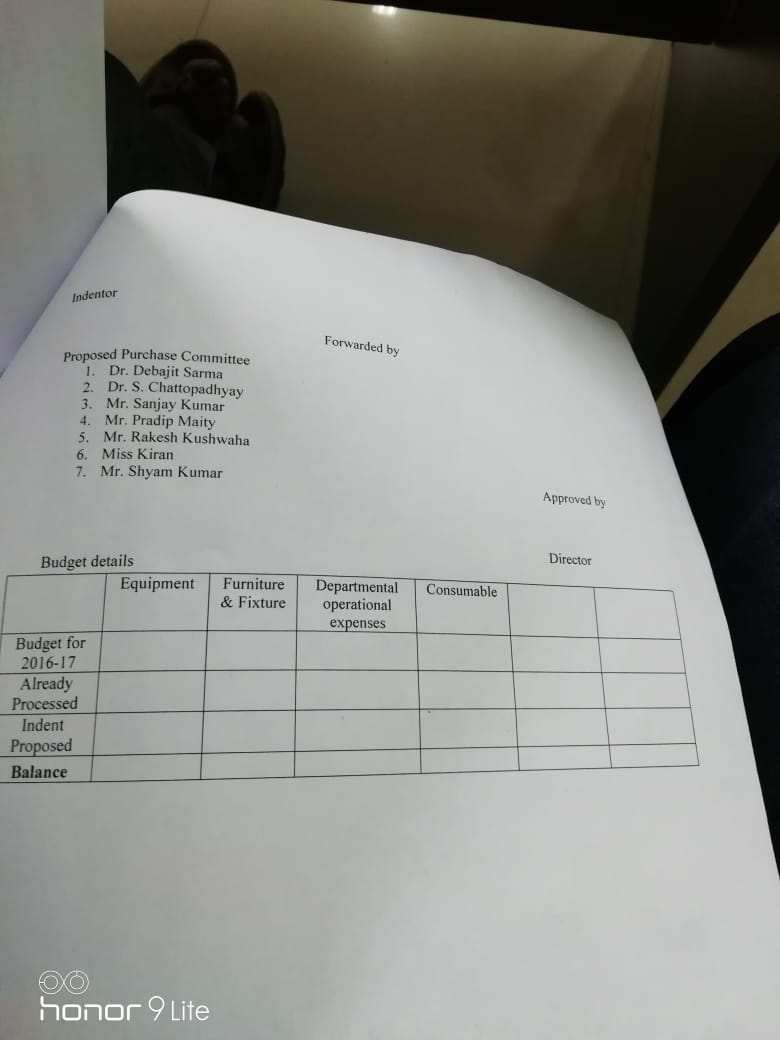 Indentor
Forwarded by
Proposed Purchase Committee
1. Dr. Debajit Sarma
2. Dr. S. Chattopadhyay
3. Mr. Sanjay Kumar
4. Mr. Pradip Maity
5. Mr. Rakesh Kushwaha
6. Miss Kiran
7. Mr. Shyam Kumar
Approved by
Director
Budget details
Equipment Furniture Departmental Consumable
& Fixture operational
expenses
Budget for
2016-17
Already
Processed
Indent
Proposed
Balance
honor 9 Lite